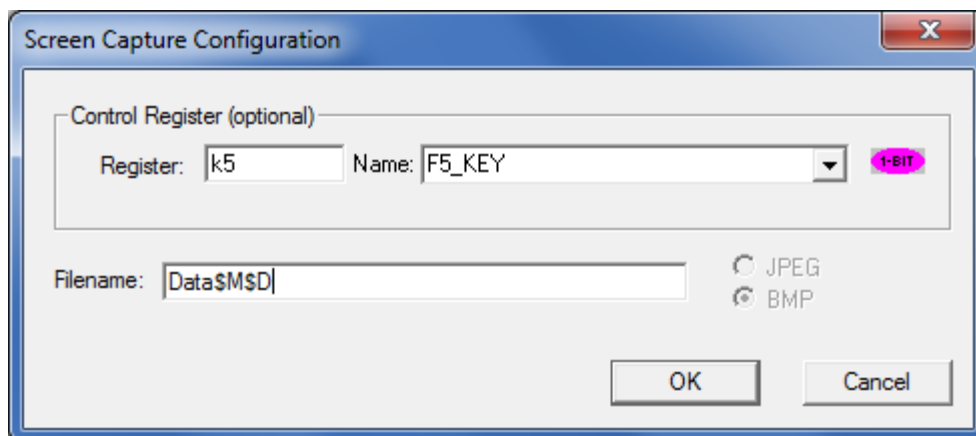 Screen Capture Configuration
X
Control Register (optional)
Register: k5 Name: F5_KEY 1-BIT
Filename: Data$M$D
JPEG
BMP
OK Cancel